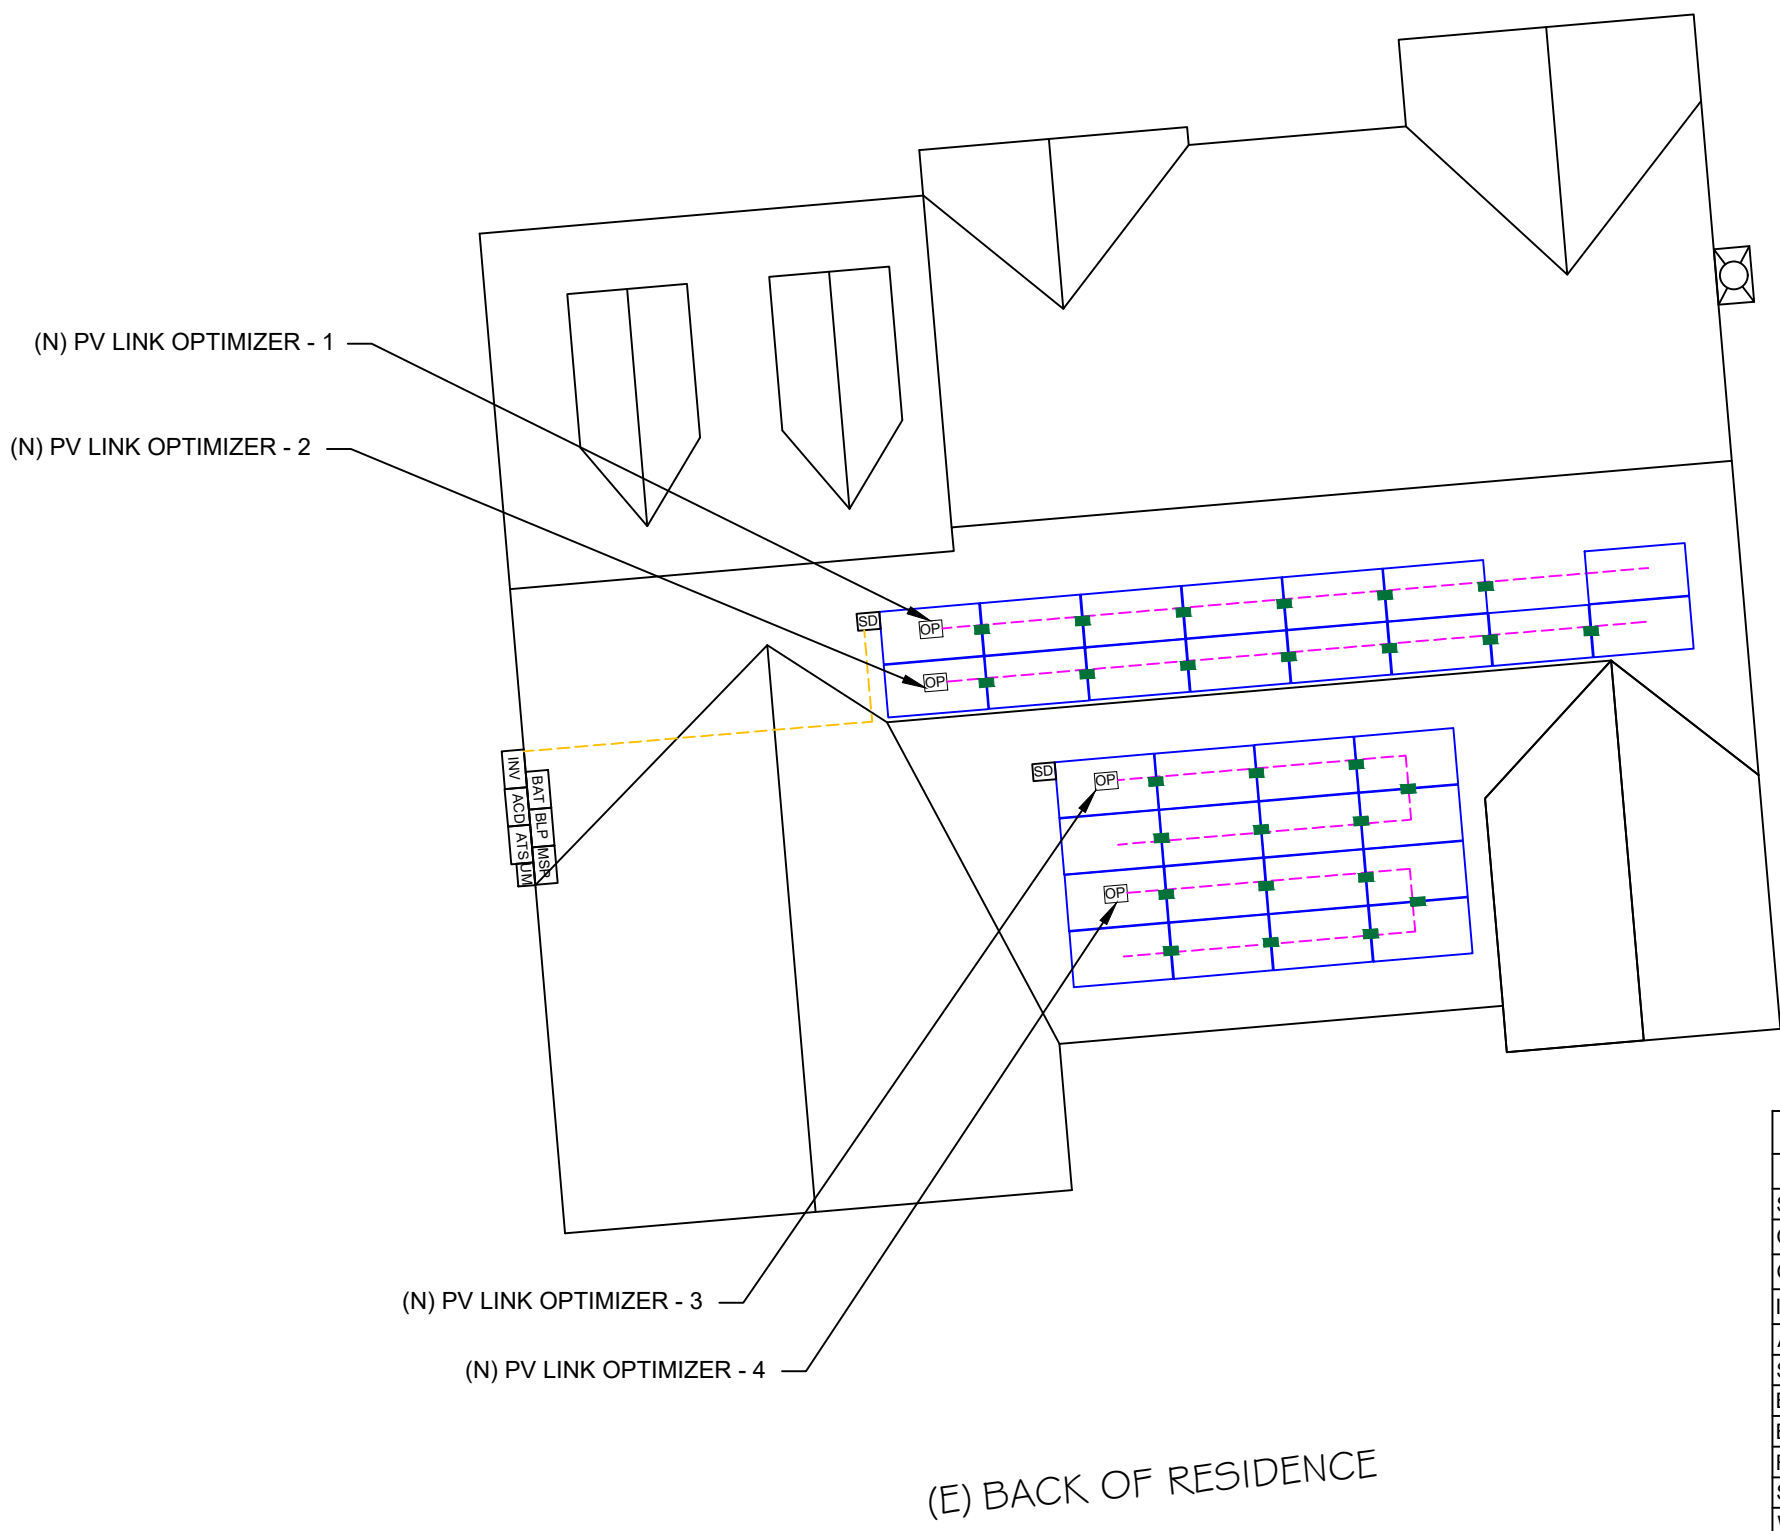 (N) PV LINK OPTIMIZER - 1
(N) PV LINK OPTIMIZER - 2
SD
OP
OP
INV
BAT
ACD
BLP
ATS
MSP
UM
SD
OP
OP
(N) PV LINK OPTIMIZER - 3
(N) PV LINK OPTIMIZER - 4
(E) BACK OF RESIDENCE